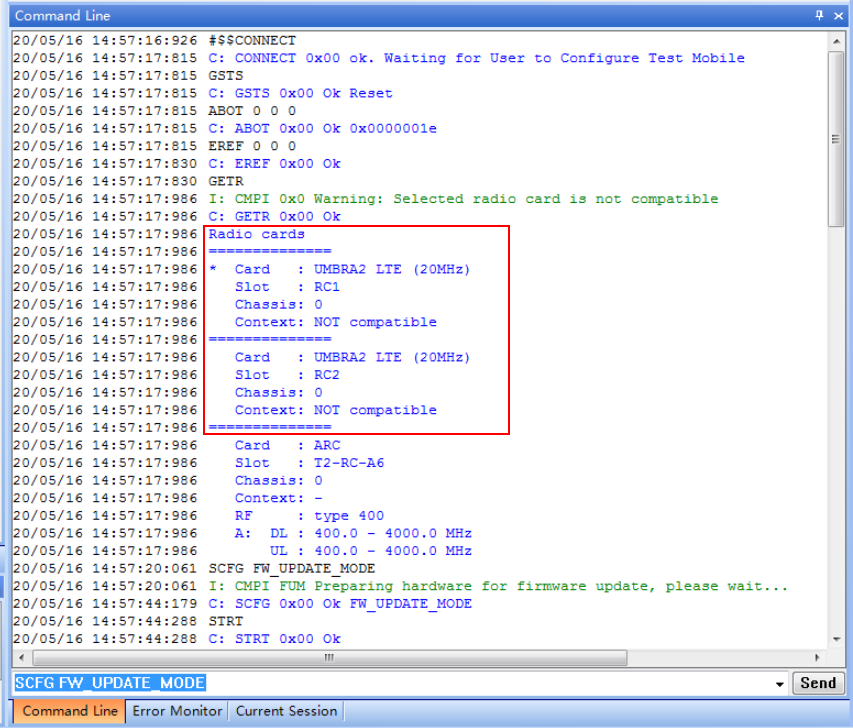 Command Line
20/05/16 14:57:16:926 #$$CONNECT
20/05/16 14:57:17:815 C: CONNECT 0x00 ok. Waiting for User to Configure Test Mobile
20/05/16 14:57:17:815 GSTS
20/05/16 14:57:17:815 C: GSTS 0x00 Ok Reset
20/05/16 14:57:17:815 ABOT 0 0 0
20/05/16 14:57:17:815 C: ABOT 0x00 Ok 0x0000001e
20/05/16 14:57:17:815 EREF 0 0 0
20/05/16 14:57:17:830 C: EREF 0x00 Ok
20/05/16 14:57:17:830 GETR
20/05/16 14:57:17:986 I: CMPI 0x0 Warning: Selected radio card is not compatible
20/05/16 14:57:17:986 C: GETR 0x00 Ok
20/05/16 14:57:17:986 Radio cards
20/05/16 14:57:17:986 ==============
20/05/16 14:57:17:986 *  Card   : UMBRA2 LTE (20MHz)
20/05/16 14:57:17:986    Slot   : RC1
20/05/16 14:57:17:986    Chassis: 0
20/05/16 14:57:17:986    Context: NOT compatible
20/05/16 14:57:17:986 ==============
20/05/16 14:57:17:986    Card   : UMBRA2 LTE (20MHz)
20/05/16 14:57:17:986    Slot   : RC2
20/05/16 14:57:17:986    Chassis: 0
20/05/16 14:57:17:986    Context: NOT compatible
20/05/16 14:57:17:986 ==============
20/05/16 14:57:17:986    Card   : ARC
20/05/16 14:57:17:986    Slot   : T2-RC-A6
20/05/16 14:57:17:986    Chassis: 0
20/05/16 14:57:17:986    Context: -
20/05/16 14:57:17:986    RF     : type 400
20/05/16 14:57:17:986    A:  DL : 400.0 - 4000.0 MHz
20/05/16 14:57:17:986        UL : 400.0 - 4000.0 MHz
20/05/16 14:57:20:061 SCFG FW_UPDATE_MODE
20/05/16 14:57:20:061 I: CMPI FUM Preparing hardware for firmware update, please wait...
20/05/16 14:57:44:179 C: SCFG 0x00 Ok FW_UPDATE_MODE
20/05/16 14:57:44:288 STRT
20/05/16 14:57:44:288 C: STRT 0x00 Ok
SCFG FW_UPDATE_MODE Send
Command Line Error Monitor Current Session